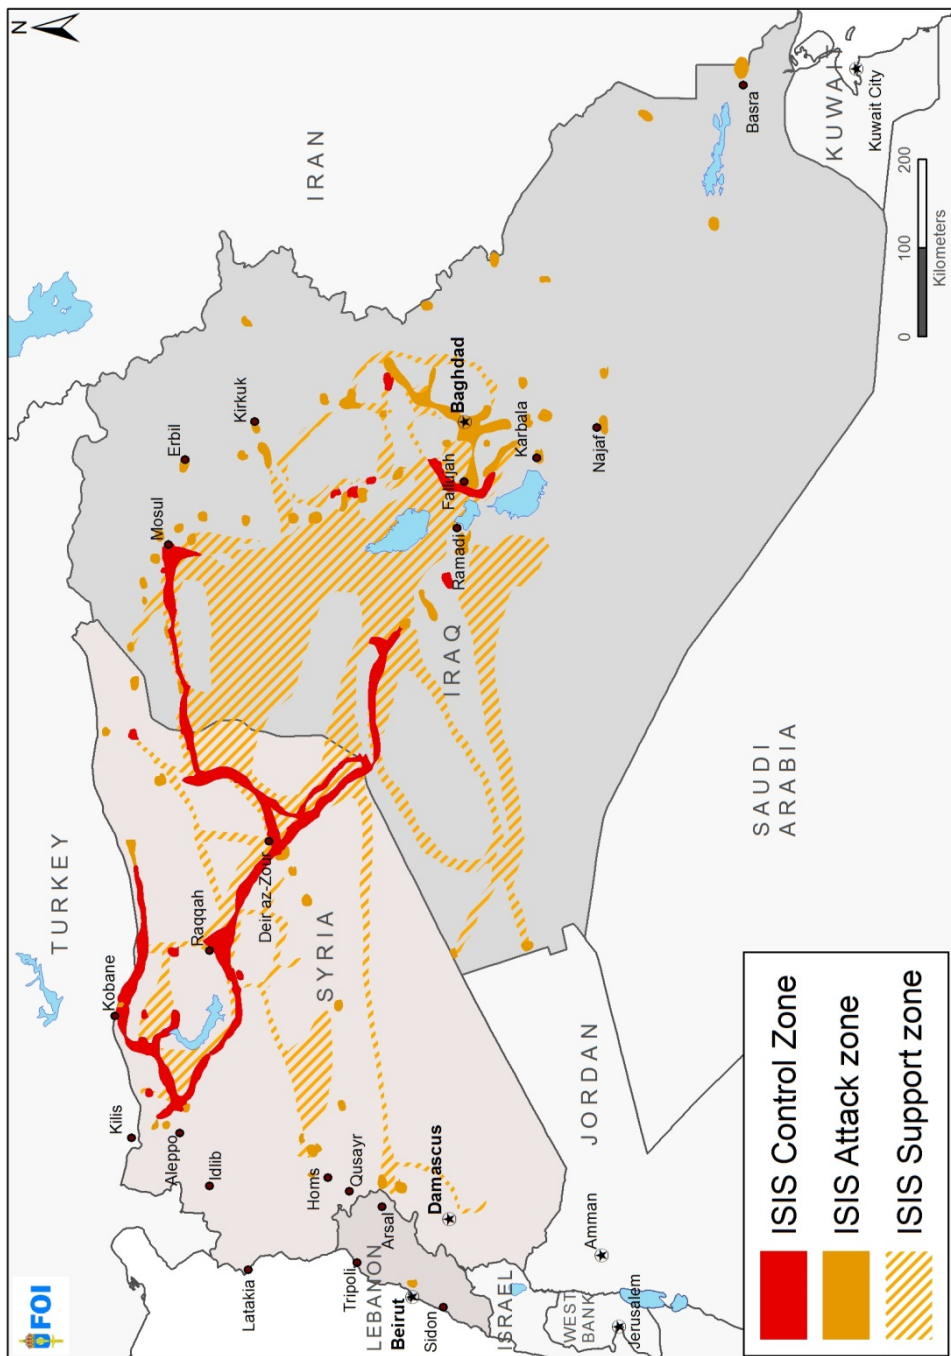 FOI
N
TURKEY
IRAN
SYRIA
IRAQ
LEBANON
ISRAEL
WEST
BANK
JORDAN
SAUDI
ARABIA
KUWAIT
Kilis
Kobane
Aleppo
Idlib
Raqqah
Latakia
Deir az-Zour
Homs
Qusayr
Tripoli
Arsal
Beirut
Damascus
Sidon
Amman
Jerusalem
Mosul
Erbil
Kirkuk
Baghdad
Fallujah
Ramadi
Karbala
Najaf
Basra
Kuwait City
ISIS Control Zone
ISIS Attack zone
ISIS Support zone
0 100 200
Kilometers